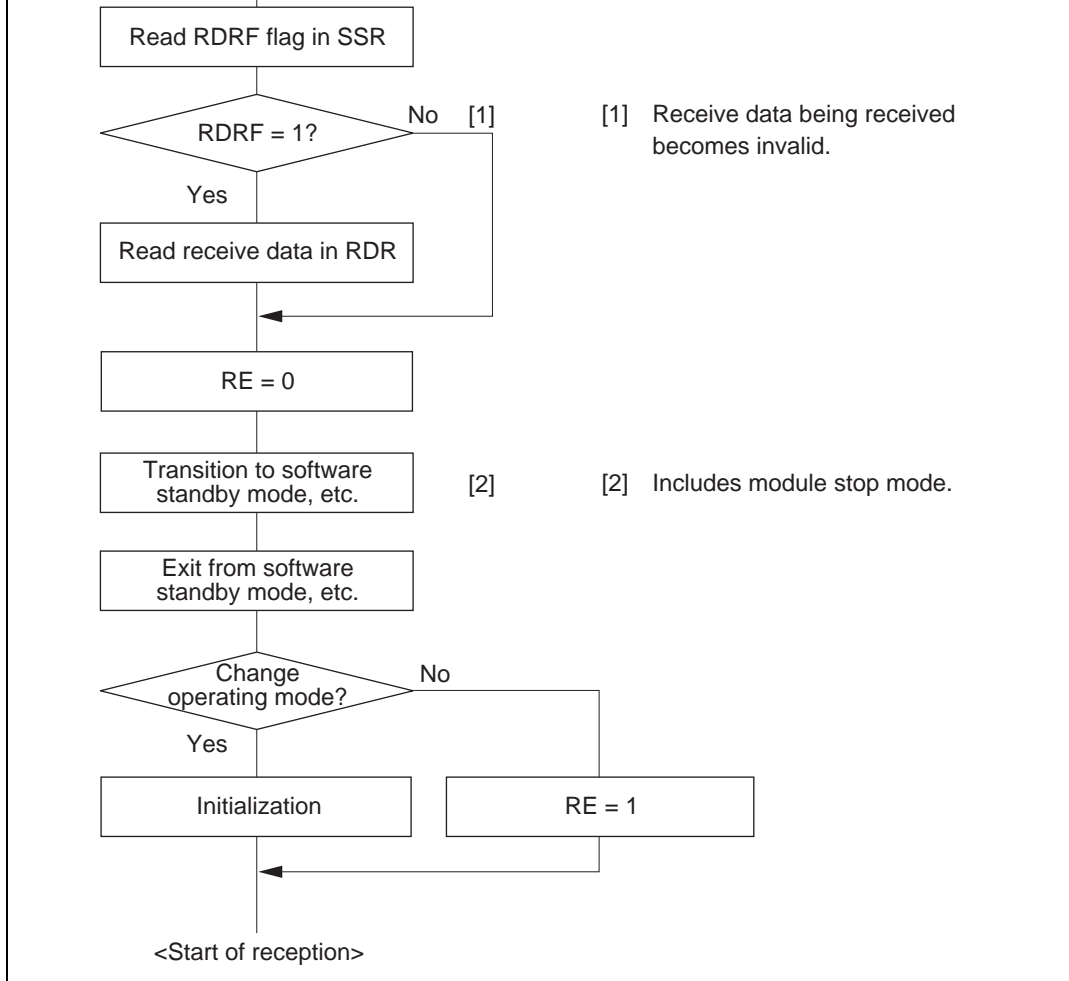 Read RDRF flag in SSR
No [1]
RDRF = 1?
[1] Receive data being received
becomes invalid.
Yes
Read receive data in RDR
RE = 0
Transition to software
standby mode, etc.
[2]
[2] Includes module stop mode.
Exit from software
standby mode, etc.
Change
operating mode?
No
Yes
Initialization
RE = 1
<Start of reception>